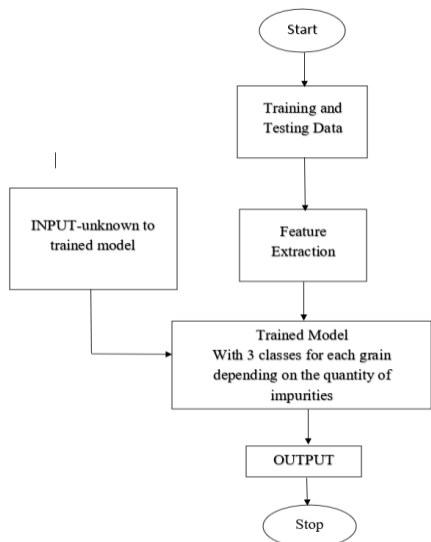 Start
Training and
Testing Data
INPUT-unknown to
trained model
Feature
Extraction
Trained Model
With 3 classes for each grain
depending on the quantity of
impurities
OUTPUT
Stop